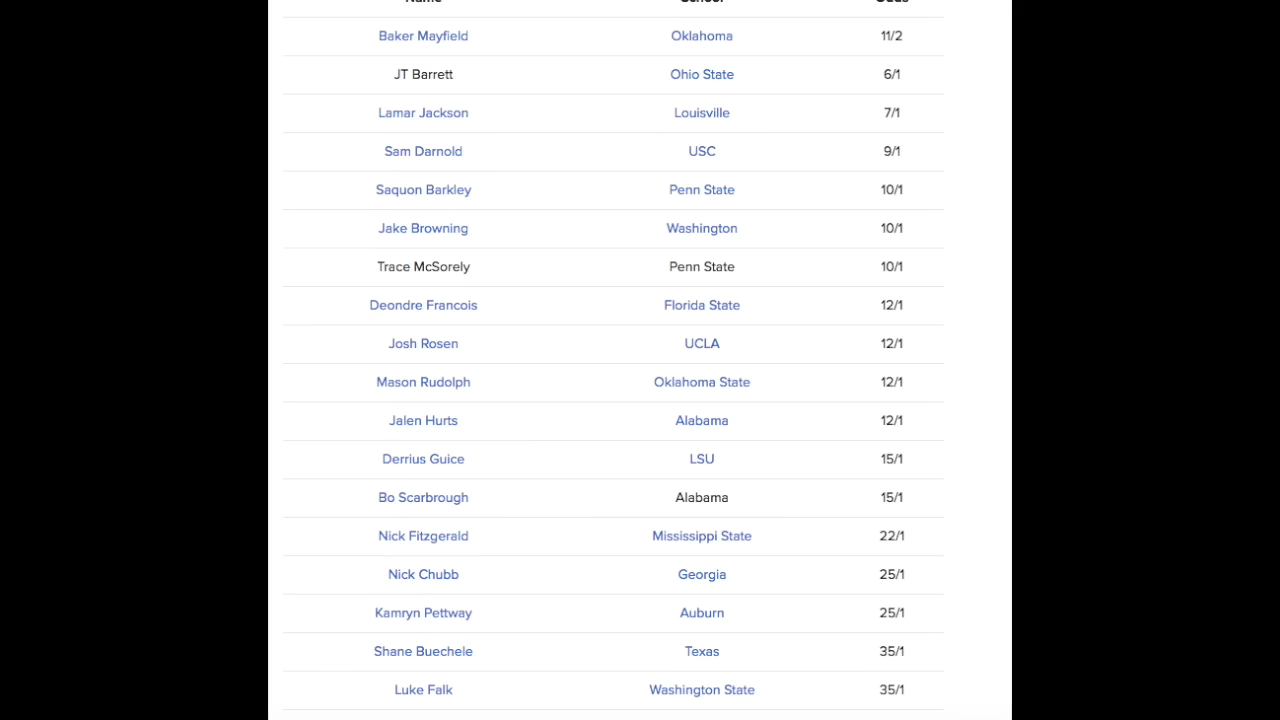 Name School Odds
Baker Mayfield Oklahoma 11/2
JT Barrett Ohio State 6/1
Lamar Jackson Louisville 7/1
Sam Darnold USC 9/1
Saquon Barkley Penn State 10/1
Jake Browning Washington 10/1
Trace McSorely Penn State 10/1
Deondre Francois Florida State 12/1
Josh Rosen UCLA 12/1
Mason Rudolph Oklahoma State 12/1
Jalen Hurts Alabama 12/1
Derrius Guice LSU 15/1
Bo Scarbrough Alabama 15/1
Nick Fitzgerald Mississippi State 22/1
Nick Chubb Georgia 25/1
Kamryn Pettway Auburn 25/1
Shane Buechele Texas 35/1
Luke Falk Washington State 35/1